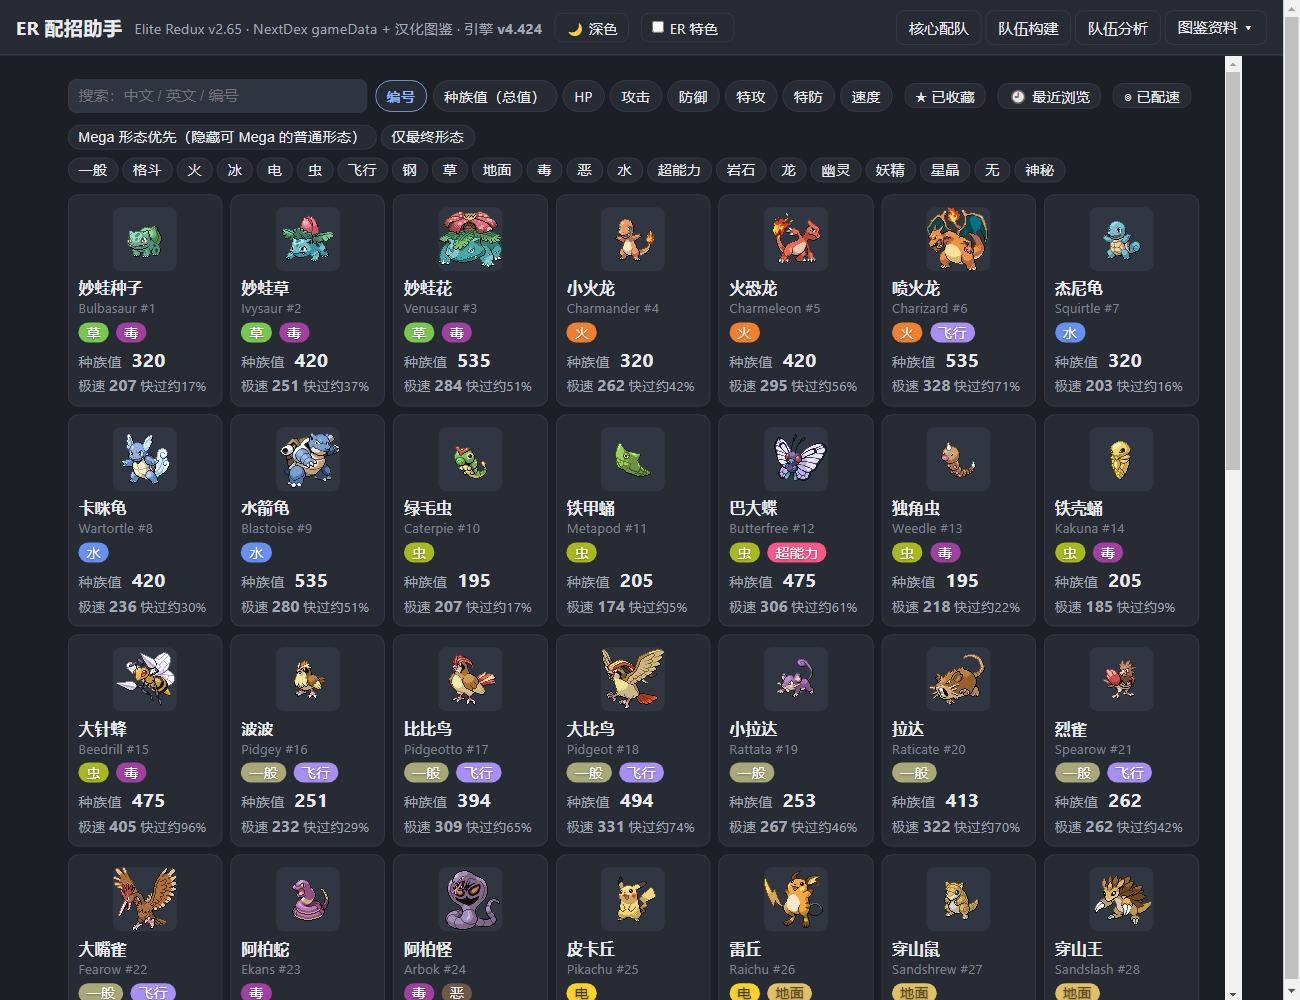 ER 配招助手 Elite Redux v2.65 · NextDex gameData + 汉化图鉴 · 引擎 v4.424 🌙 深色 ER 特色 核心配队 队伍构建 队伍分析 图鉴资料 ▼
搜索：中文 / 英文 / 编号 编号 种族值（总值） HP 攻击 防御 特攻 特防 速度 ★ 已收藏 🕘 最近浏览 ⊚ 已配速
Mega 形态优先（隐藏可 Mega 的普通形态） 仅最终形态
一般 格斗 火 冰 电 虫 飞行 钢 草 地面 毒 恶 水 超能力 岩石 龙 幽灵 妖精 星晶 无 神秘
妙蛙种子 妙蛙草 妙蛙花 小火龙 火恐龙 喷火龙 杰尼龟
Bulbasaur #1 Ivysaur #2 Venusaur #3 Charmander #4 Charmeleon #5 Charizard #6 Squirtle #7
草 毒 草 毒 草 毒 火 火 火 飞行 水
种族值 320 种族值 420 种族值 535 种族值 320 种族值 420 种族值 535 种族值 320
极速 207 快过约17% 极速 251 快过约37% 极速 284 快过约51% 极速 262 快过约42% 极速 295 快过约56% 极速 328 快过约71% 极速 203 快过约16%
卡咪龟 水箭龟 绿毛虫 铁甲蛹 巴大蝶 独角虫 铁壳蛹
Wartortle #8 Blastoise #9 Caterpie #10 Metapod #11 Butterfree #12 Weedle #13 Kakuna #14
水 水 虫 虫 虫 超能力 虫 毒 虫 毒
种族值 420 种族值 535 种族值 195 种族值 205 种族值 475 种族值 195 种族值 205
极速 236 快过约30% 极速 280 快过约51% 极速 207 快过约17% 极速 174 快过约5% 极速 306 快过约61% 极速 218 快过约22% 极速 185 快过约9%
大针蜂 波波 比比鸟 大比鸟 小拉达 拉达 烈雀
Beedrill #15 Pidgey #16 Pidgeotto #17 Pidgeot #18 Rattata #19 Raticate #20 Spearow #21
虫 毒 一般 飞行 一般 飞行 一般 飞行 一般 一般 一般 飞行
种族值 475 种族值 251 种族值 394 种族值 494 种族值 253 种族值 413 种族值 262
极速 405 快过约96% 极速 232 快过约29% 极速 309 快过约65% 极速 331 快过约74% 极速 267 快过约46% 极速 322 快过约70% 极速 262 快过约42%
大嘴雀 阿柏蛇 阿柏怪 皮卡丘 雷丘 穿山鼠 穿山王
Fearow #22 Ekans #23 Arbok #24 Pikachu #25 Raichu #26 Sandshrew #27 Sandslash #28
一般 飞行 毒 毒 恶 电 电 地面 地面 地面